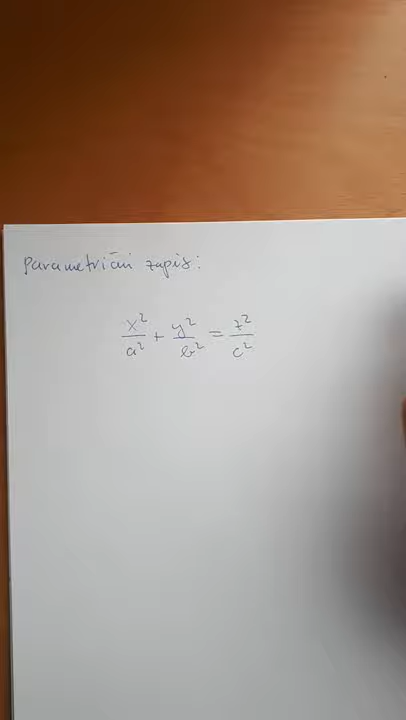 Parametrični zapis:
x²/a² + y²/b² = z²/c²